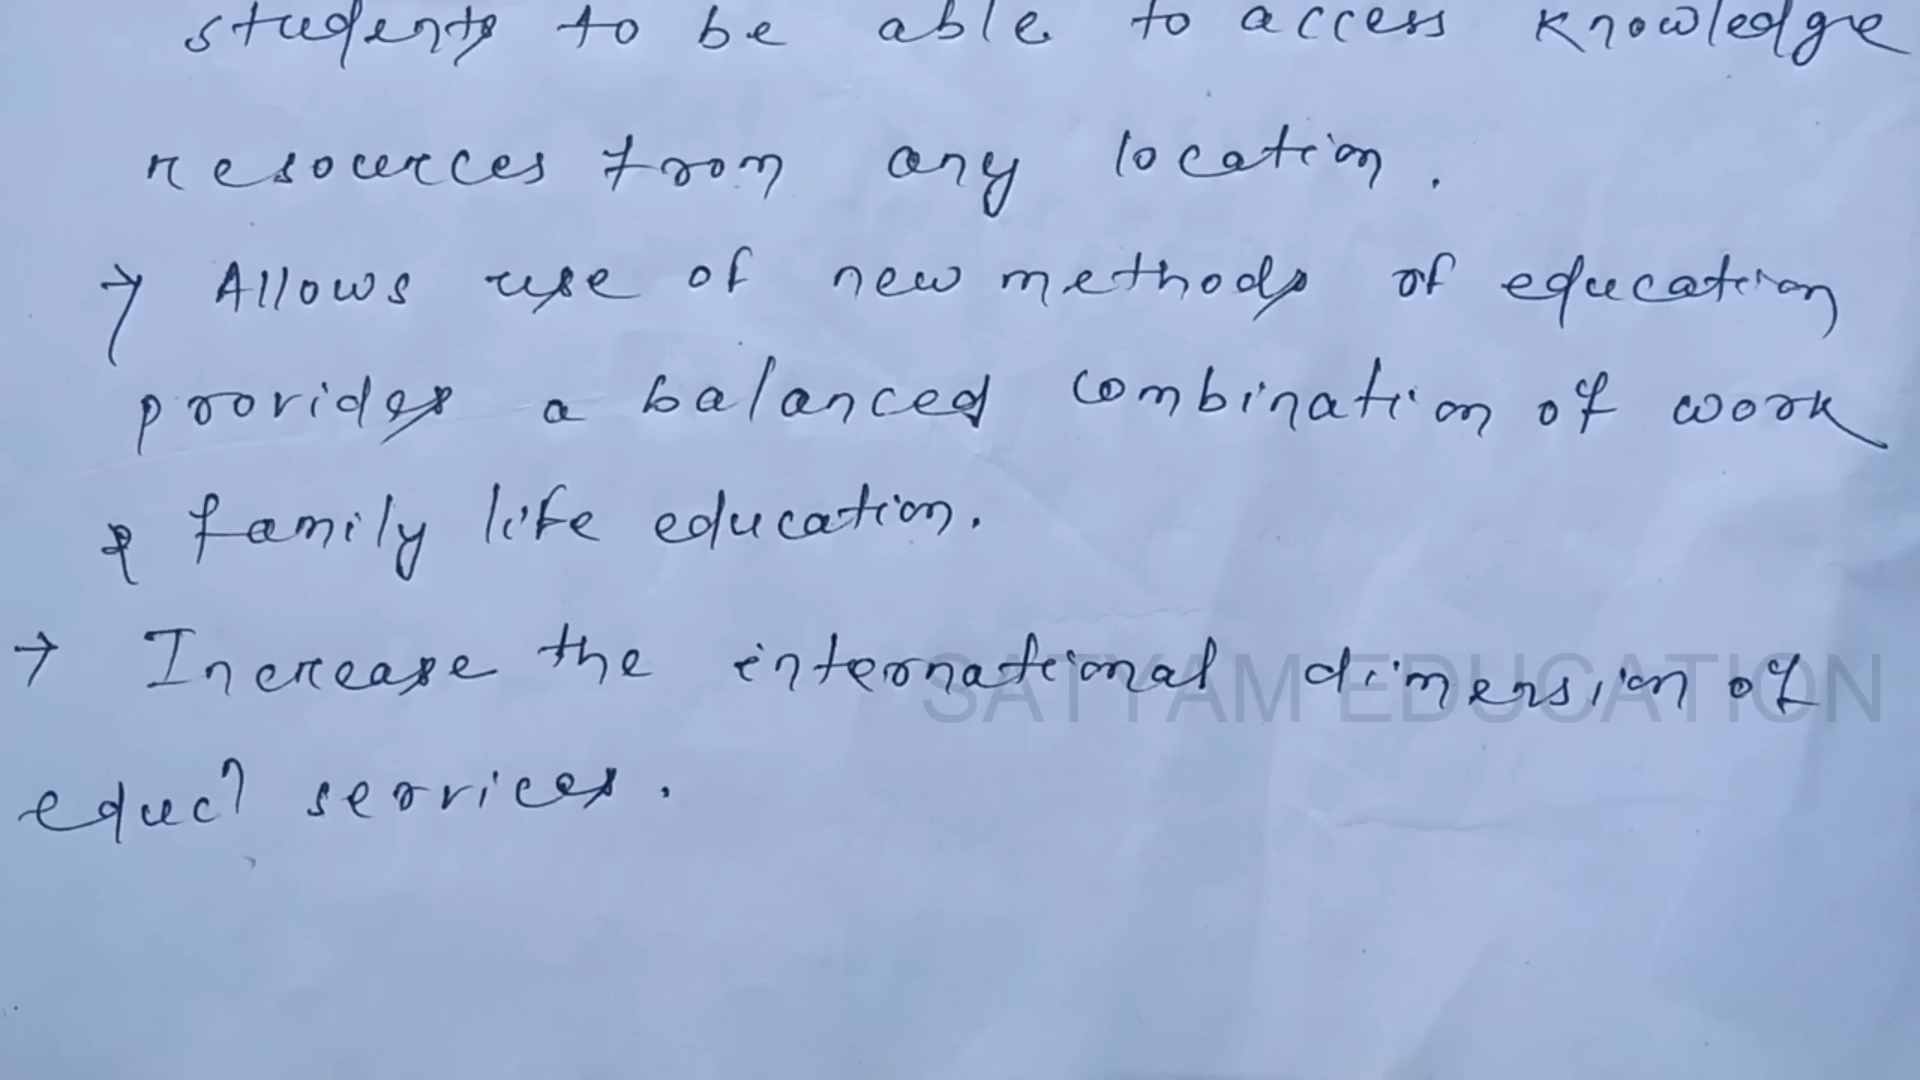 students to be able to access knowledge
resources from any location.
→ Allows use of new methods of education
provides a balanced combination of work
& family life education.
→ Increase the international dimension of
SATYAM EDUCATION
educ^n services.